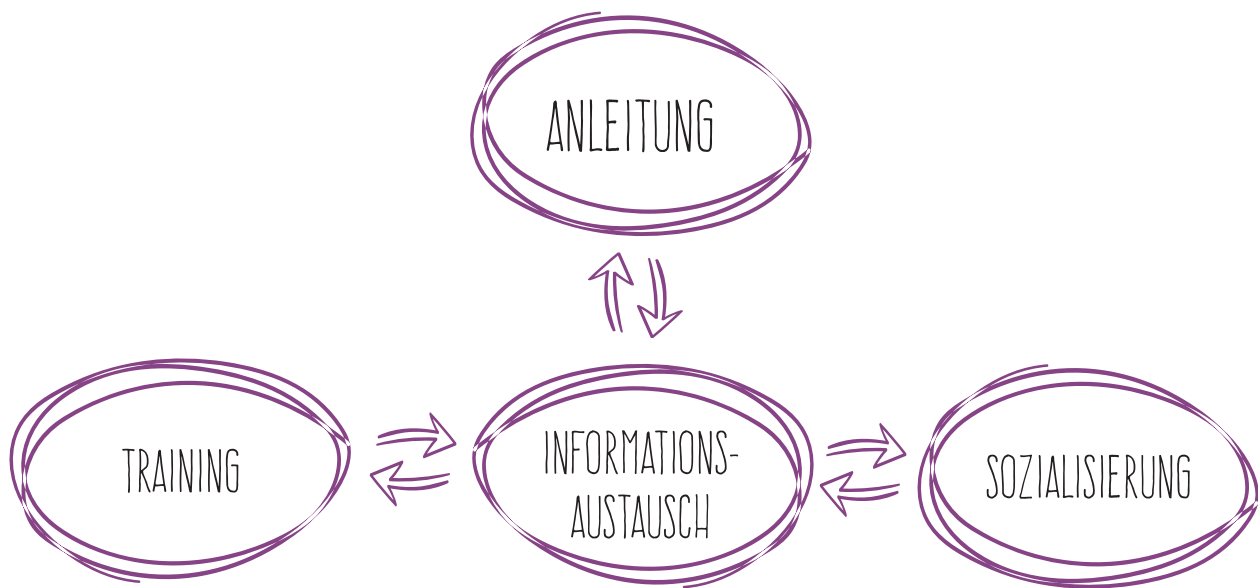 ANLEITUNG
TRAINING
INFORMATIONS-
AUSTAUSCH
SOZIALISIERUNG